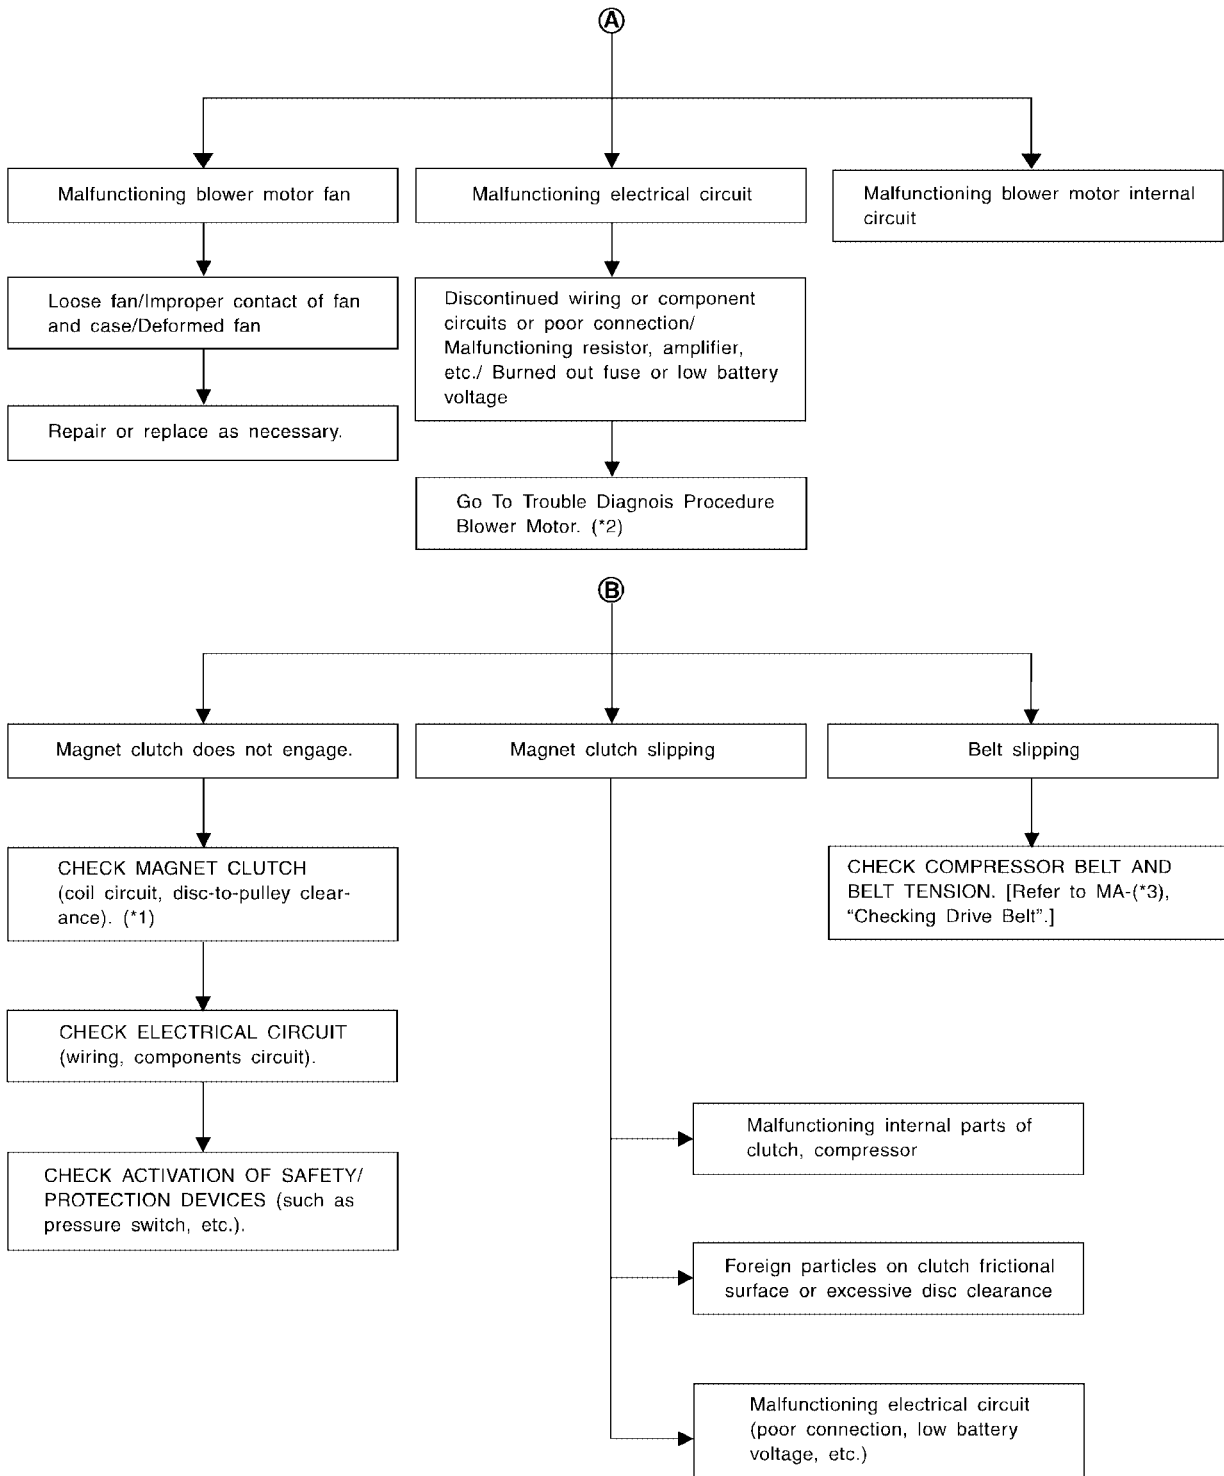 A
Malfunctioning blower motor fan
Malfunctioning electrical circuit
Malfunctioning blower motor internal
circuit
Loose fan/Improper contact of fan
and case/Deformed fan
Discontinued wiring or component
circuits or poor connection/
Malfunctioning resistor, amplifier,
etc./ Burned out fuse or low battery
voltage
Repair or replace as necessary.
Go To Trouble Diagnois Procedure
Blower Motor. (*2)
B
Magnet clutch does not engage.
Magnet clutch slipping
Belt slipping
CHECK MAGNET CLUTCH
(coil circuit, disc-to-pulley clear-
ance). (*1)
CHECK COMPRESSOR BELT AND
BELT TENSION. [Refer to MA-(*3),
“Checking Drive Belt”.]
CHECK ELECTRICAL CIRCUIT
(wiring, components circuit).
CHECK ACTIVATION OF SAFETY/
PROTECTION DEVICES (such as
pressure switch, etc.).
Malfunctioning internal parts of
clutch, compressor
Foreign particles on clutch frictional
surface or excessive disc clearance
Malfunctioning electrical circuit
(poor connection, low battery
voltage, etc.)